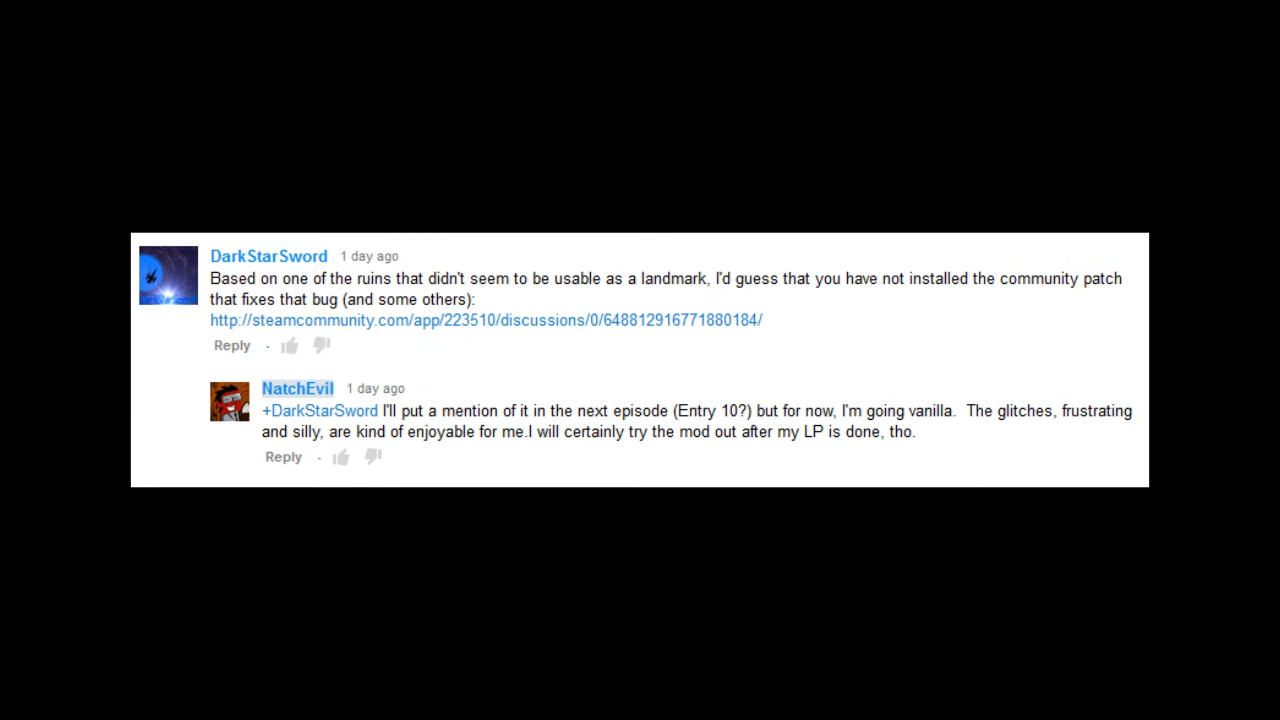 DarkStarSword 1 day ago
Based on one of the ruins that didn't seem to be usable as a landmark, I'd guess that you have not installed the community patch
that fixes that bug (and some others):
http://steamcommunity.com/app/223510/discussions/0/648812916771880184/
Reply ·
NatchEvil 1 day ago
+DarkStarSword I'll put a mention of it in the next episode (Entry 10?) but for now, I'm going vanilla.  The glitches, frustrating
and silly, are kind of enjoyable for me.I will certainly try the mod out after my LP is done, tho.
Reply ·